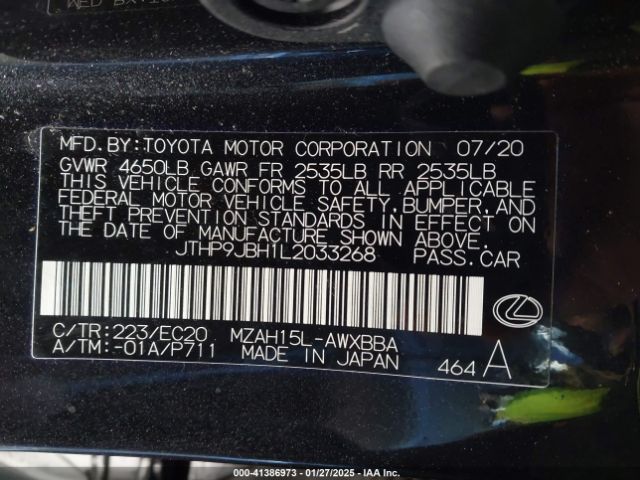 MFD. BY: TOYOTA MOTOR CORPORATION 07/20
GVWR 4650LB GAWR FR 2535LB RR 2535LB
THIS VEHICLE CONFORMS TO ALL APPLICABLE
FEDERAL MOTOR VEHICLE SAFETY, BUMPER, AND
THEFT PREVENTION STANDARDS IN EFFECT ON
THE DATE OF MANUFACTURE SHOWN ABOVE.
JTHP9JBH1L2033268 PASS. CAR
C/TR: 223/EC20 MZAH15L-AWXBBA
A/TM: -01A/P711 MADE IN JAPAN 464 A
000-41386973 | 01/27/2025 | IAA Inc.